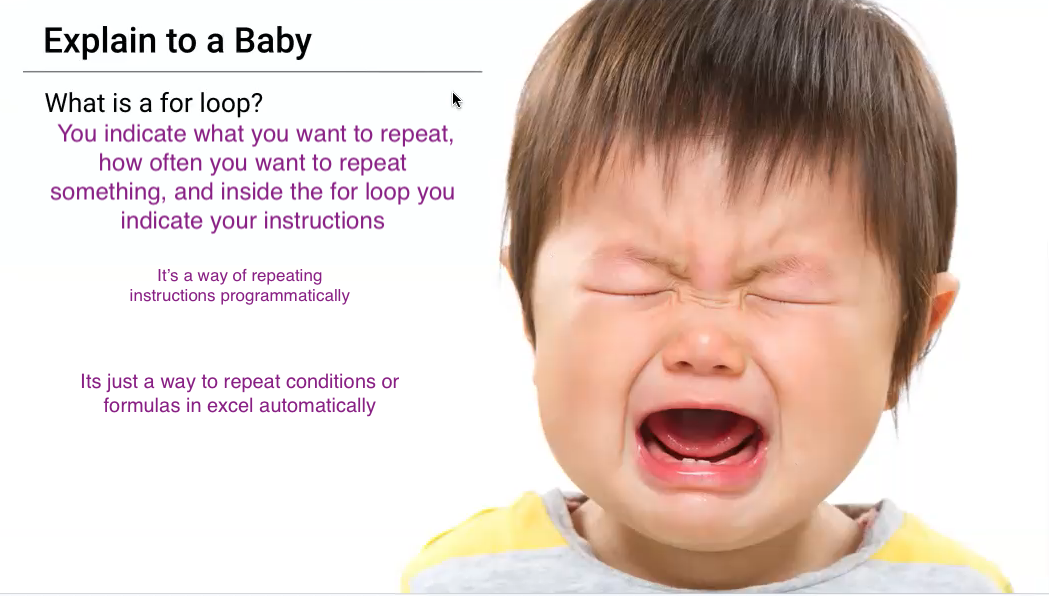 Explain to a Baby
What is a for loop?
You indicate what you want to repeat,
how often you want to repeat
something, and inside the for loop you
indicate your instructions
It’s a way of repeating
instructions programmatically
Its just a way to repeat conditions or
formulas in excel automatically